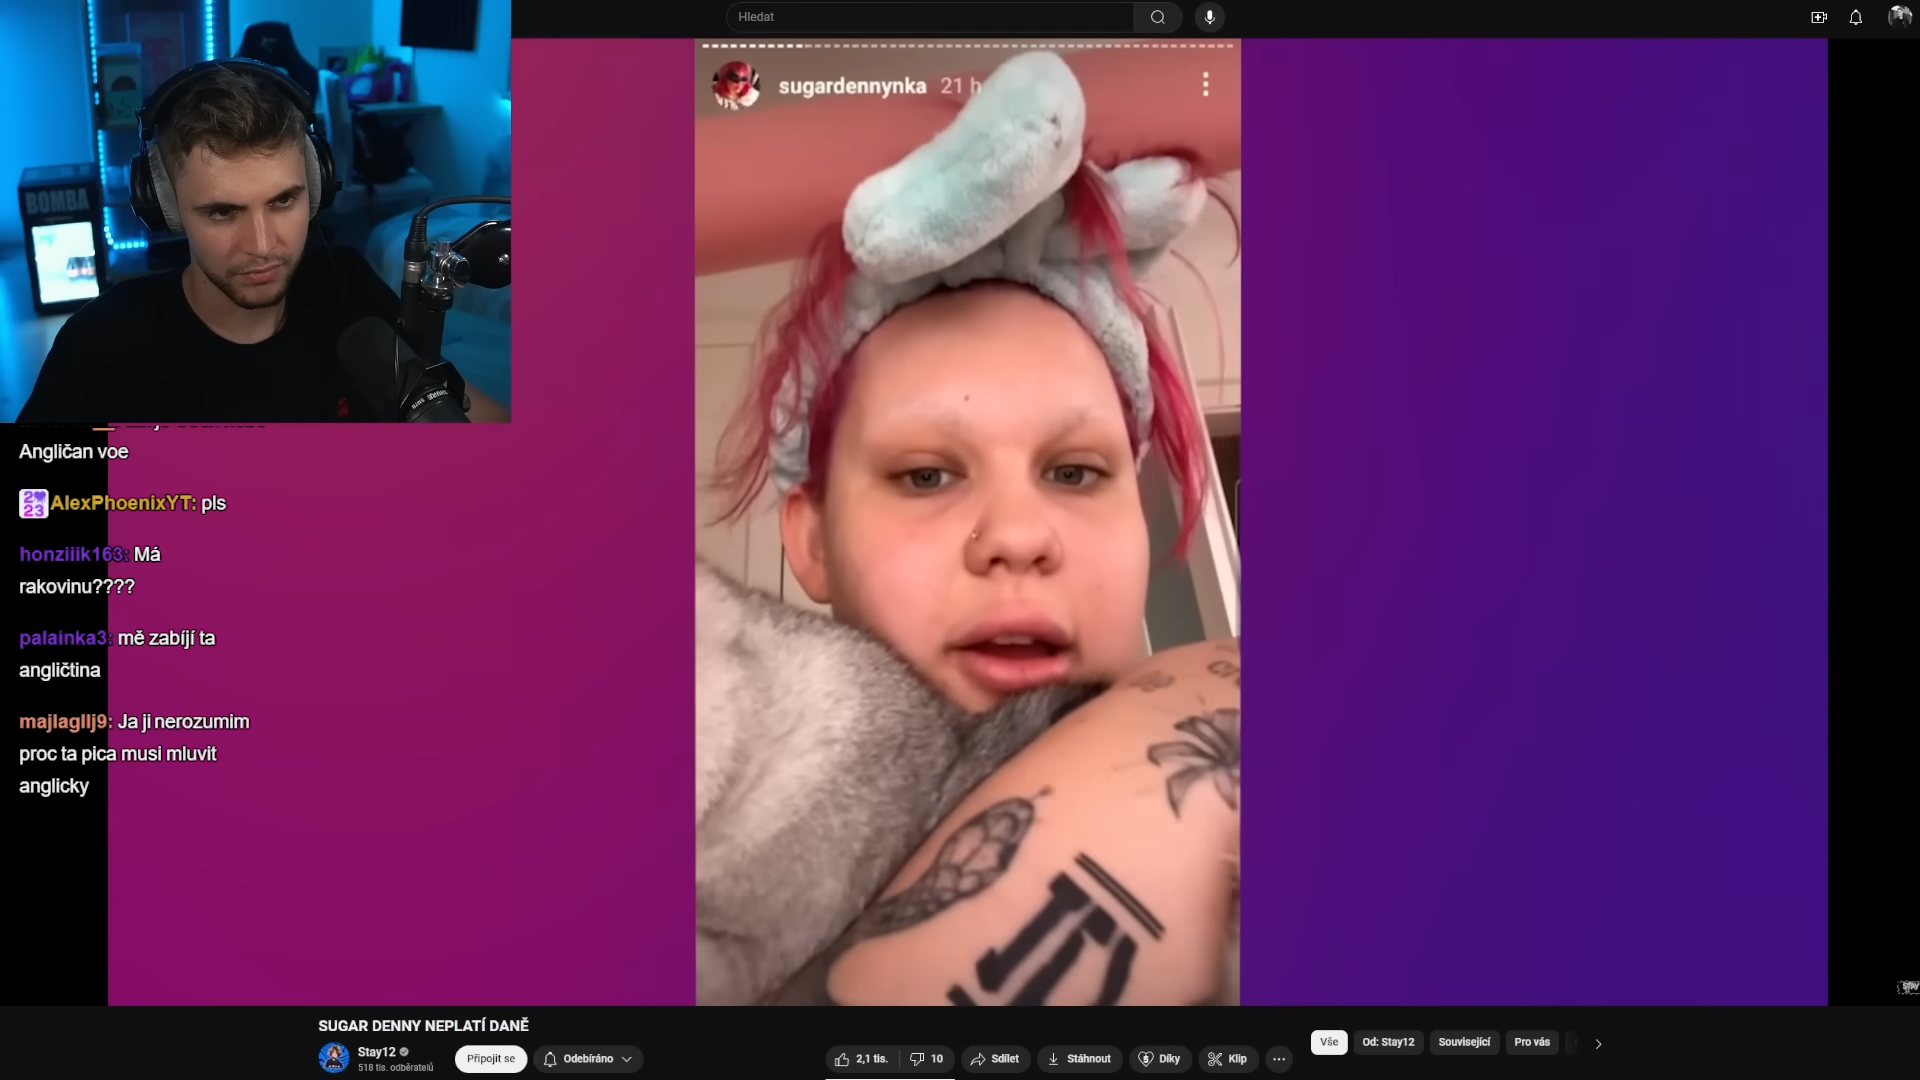 Hledat
sugardennynka 21 h
BOMBA
Angličan voe
AlexPhoenixYT: pls
honziiik163: Má
rakovinu????
palainka3: mě zabíjí ta
angličtina
majlagllj9: Ja ji nerozumim
proc ta pica musi mluvit
anglicky
SUGAR DENNY NEPLATÍ DANĚ
Stay12
518 tis. odběratelů
Připojit se
Odebíráno
2,1 tis.
10
Sdílet
Stáhnout
Díky
Klip
Vše
Od: Stay12
Související
Pro vás